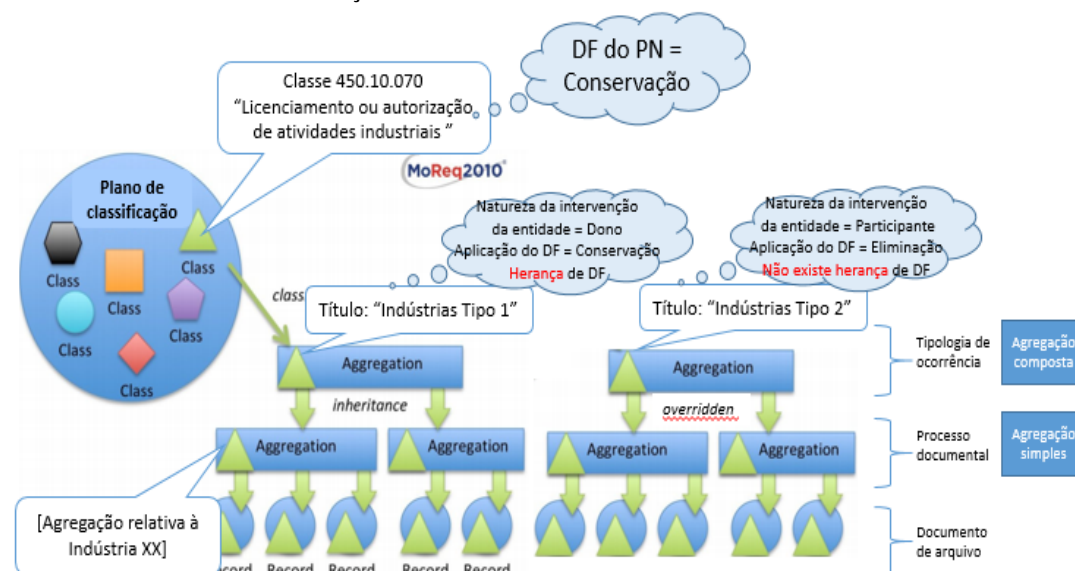 DF do PN =
Conservação
Classe 450.10.070
“Licenciamento ou autorização
de atividades industriais ”
MoReq2010
Plano de
classificação
Class
Class
Class
Class
Class
Class
Natureza da intervenção
da entidade = Dono
Aplicação do DF = Conservação
Herança de DF
Natureza da intervenção
da entidade = Participante
Aplicação do DF = Eliminação
Não existe herança de DF
class
Título: “Indústrias Tipo 1”
Título: “Indústrias Tipo 2”
Aggregation
Aggregation
Tipologia de
ocorrência
Agregação
composta
inheritance
overridden
Aggregation
Aggregation
Aggregation
Aggregation
Processo
documental
Agregação
simples
[Agregação relativa à
Indústria XX]
Documento
de arquivo
Record
Record
Record
Record